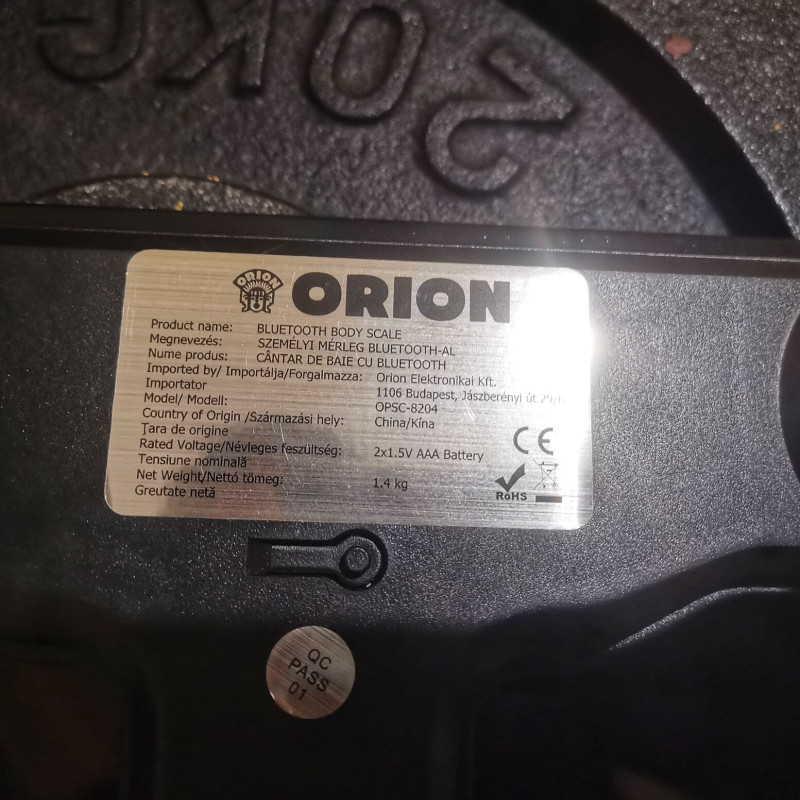 20KG
ORION
ORION
Product name: BLUETOOTH BODY SCALE
Megnevezés: SZEMÉLYI MÉRLEG BLUETOOTH-AL
Nume produs: CÂNTAR DE BAIE CU BLUETOOTH
Imported by/ Importálja/Forgalmazza: Orion Elektronikai Kft.
Importator 1106 Budapest, Jászberényi út
Model/ Modell: OPSC-8204
Country of Origin /Származási hely: China/Kína
Țara de origine
Rated Voltage/Névleges feszültség: 2x1.5V AAA Battery
Tensiune nominală
Net Weight/Nettó tömeg: 1.4 kg
Greutate netă
CE
RoHS
QC
PASS
01